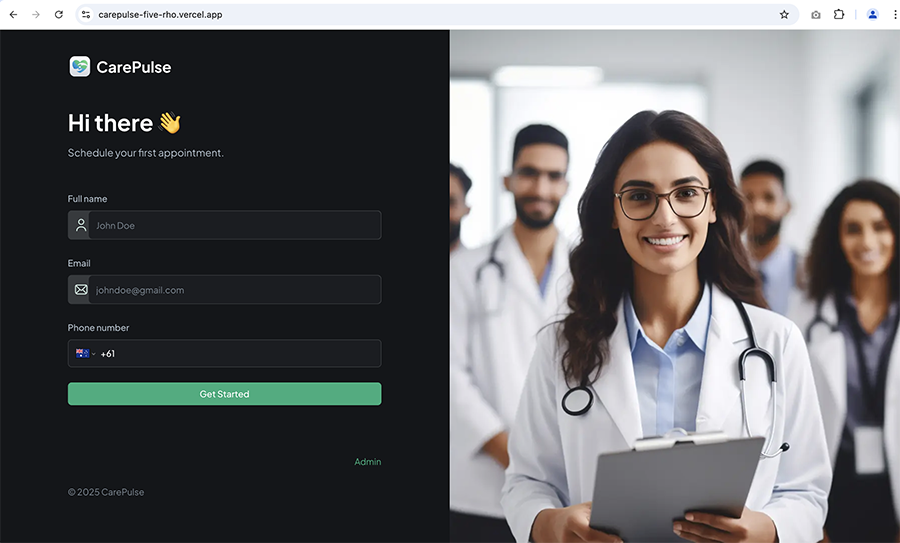 carepulse-five-rho.vercel.app
CarePulse
Hi there 👋
Schedule your first appointment.
Full name
John Doe
Email
johndoe@gmail.com
Phone number
+61
Get Started
Admin
© 2025 CarePulse